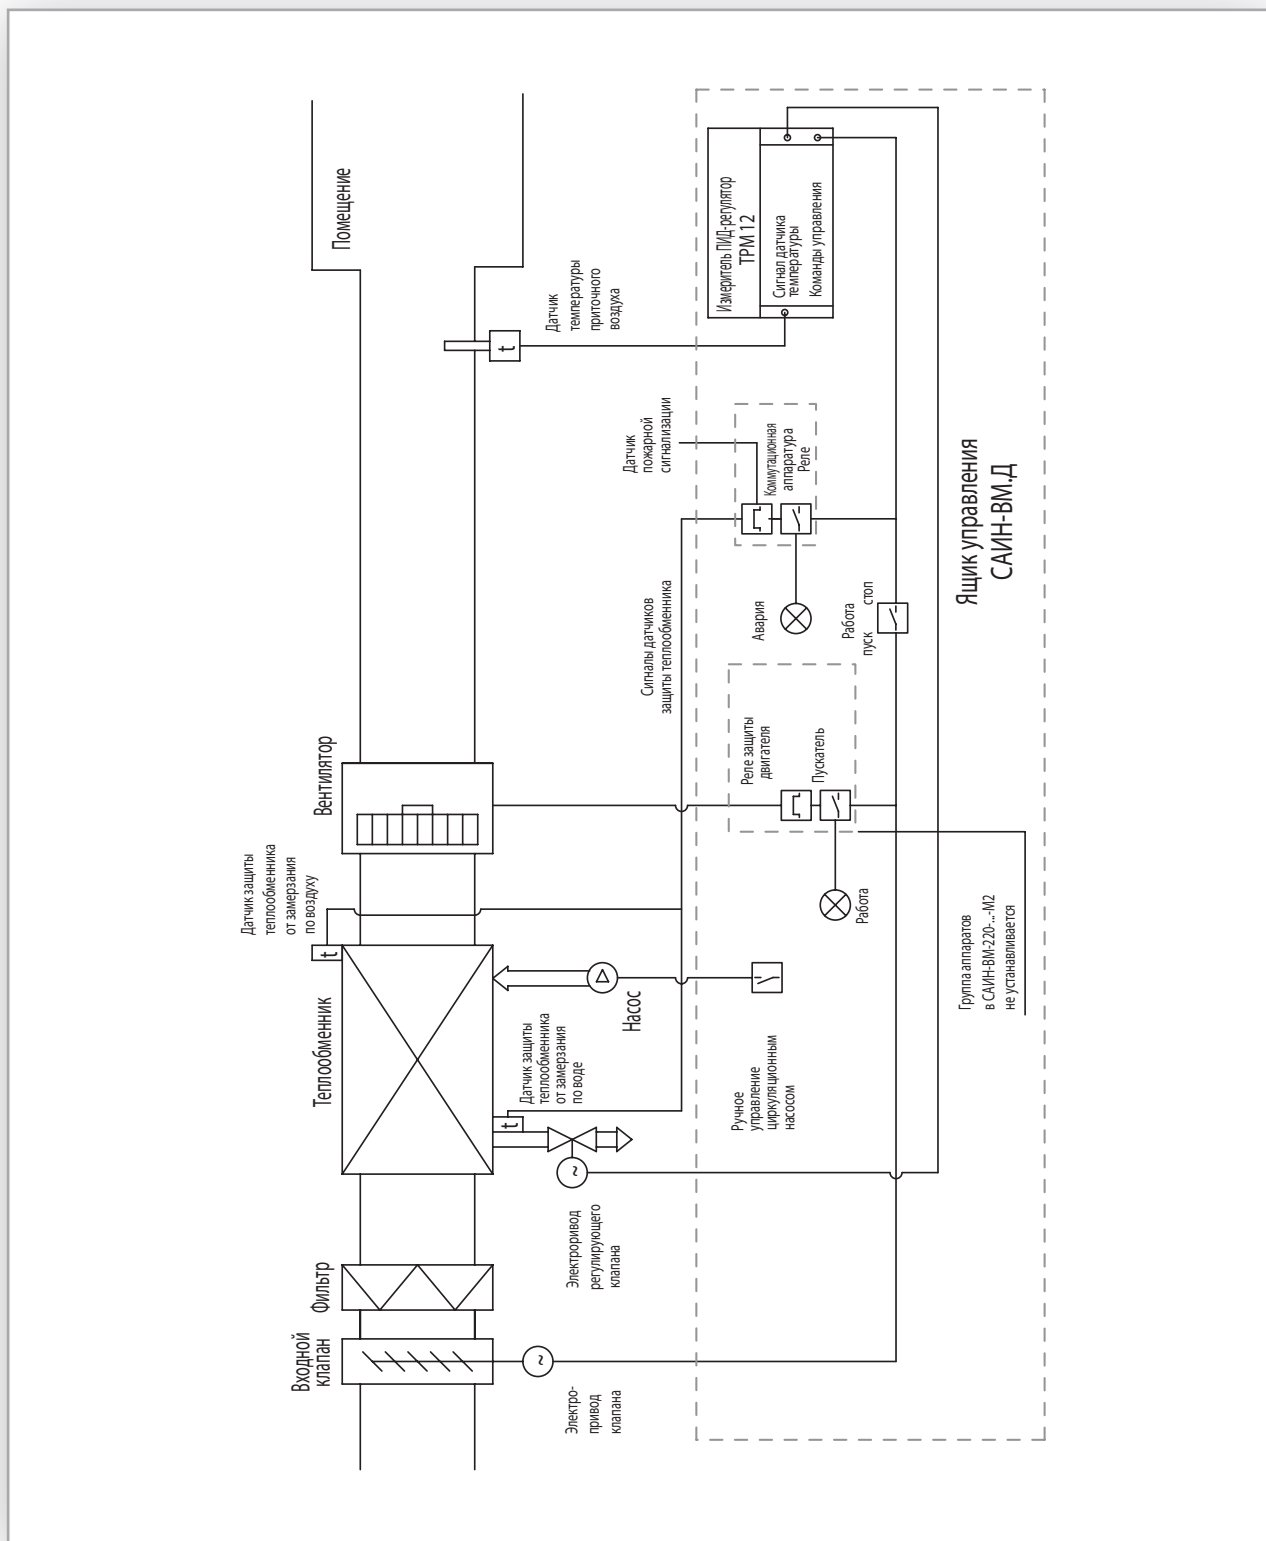 Входной
клапан
Фильтр
Теплообменник
Датчик защиты
теплообменника
от замерзания
по воздуху
Вентилятор
Помещение
Электро-
привод
клапана
Электроривод
регулирующего
клапана
t
~
~
Датчик защиты
теплообменника
от замерзания
по воде
t
Насос
t
Датчик
температуры
приточного
воздуха
Сигналы датчиков
защиты теплообменника
Датчик
пожарной
сигнализации
Ручное
управление
циркуляционным
насосом
Реле защиты
двигателя
Пускатель
Работа
Авария
Коммутационная
аппаратура
Реле
Измеритель ПИД-регулятор
ТРМ 12
Сигнал датчика
температуры
Команды управления
Работа
пуск стоп
Группа аппаратов
в САИН-ВМ-220-...-М2
не устанавливается
Ящик управления
САИН-ВМ.Д